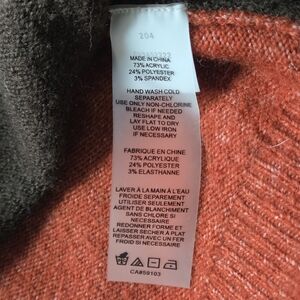 204
MADE IN CHINA
73% ACRYLIC
24% POLYESTER
3% SPANDEX
HAND WASH COLD
SEPARATELY
USE ONLY NON-CHLORINE
BLEACH IF NEEDED
RESHAPE AND
LAY FLAT TO DRY
USE LOW IRON
IF NECESSARY
FABRIQUE EN CHINE
73% ACRYLIQUE
24% POLYESTER
3% ELASTHANNE
LAVER À LA MAIN À L'EAU
FROIDE SEPAREMENT
UTILISER SEULEMENT
AGENT DE BLANCHIMENT
SANS CHLORE SI
NECESSAIRE
REDONNER FORME ET
LAISSER SECHER À PLAT
REPASSER AVEC UN FER
FROID SI NECESSAIRE
CA#59103